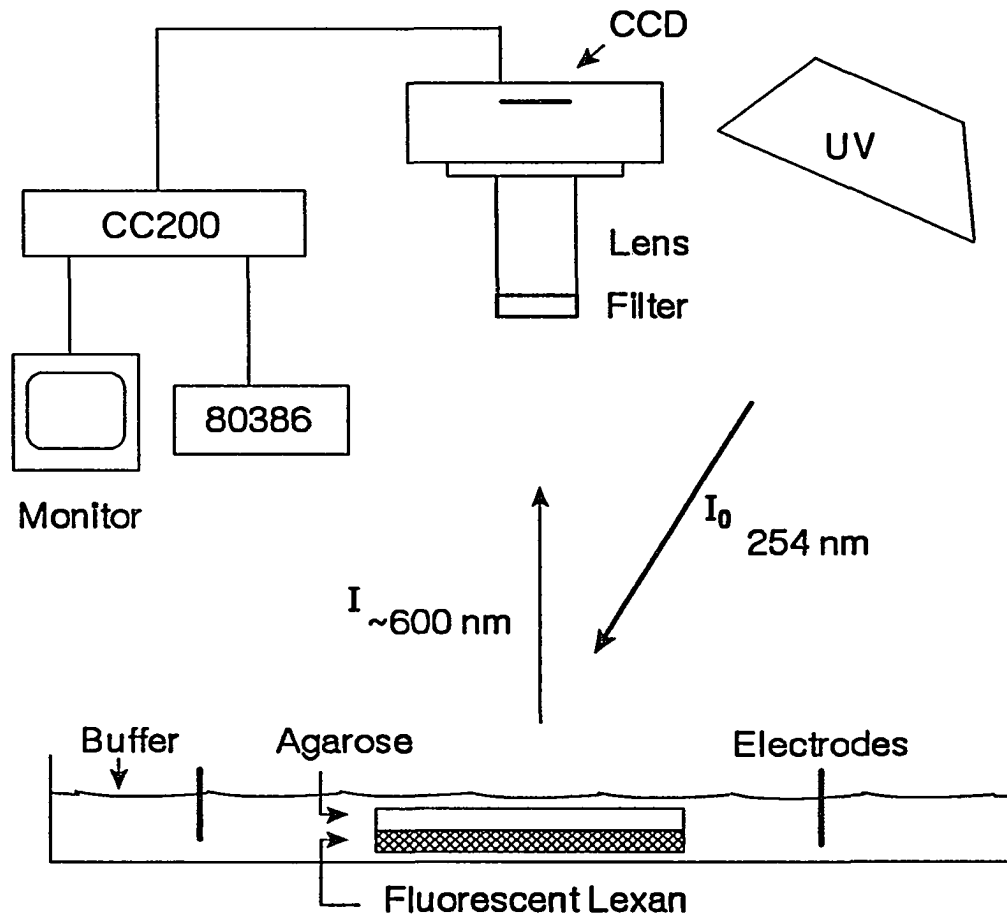 CCD
UV
CC200
Lens
Filter
80386
Monitor
I₀
254 nm
I
~600 nm
Buffer
Agarose
Electrodes
Fluorescent Lexan